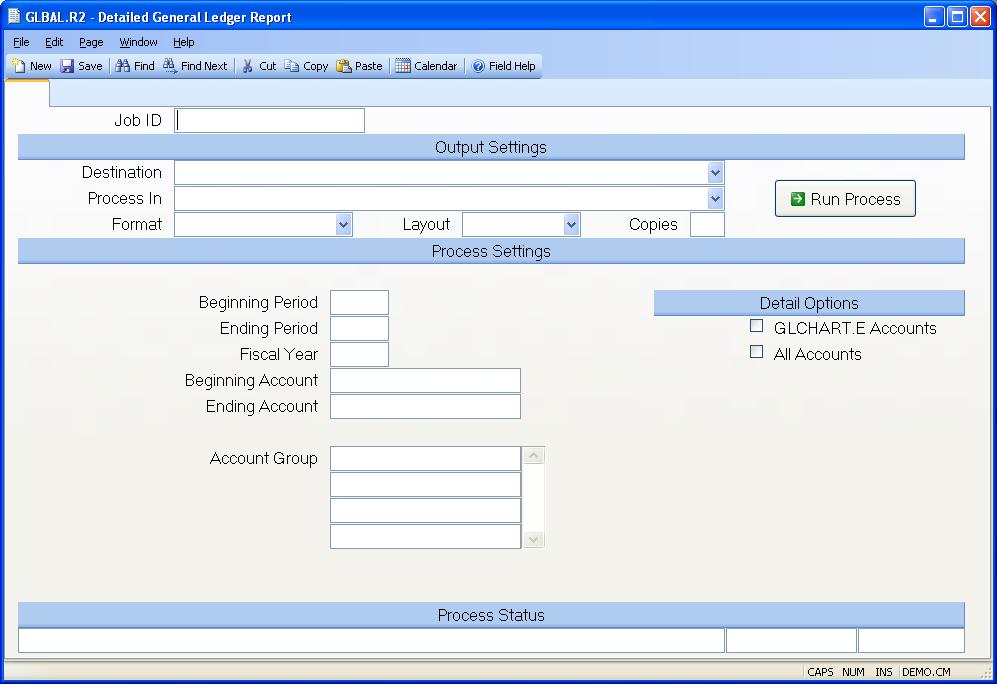 GLBAL.R2 - Detailed General Ledger Report
File Edit Page Window Help
New Save Find Find Next Cut Copy Paste Calendar Field Help
Job ID
Output Settings
Destination
Process In
Run Process
Format Layout Copies
Process Settings
Beginning Period Detail Options
Ending Period GLCHART.E Accounts
Fiscal Year All Accounts
Beginning Account
Ending Account
Account Group
Process Status
CAPS NUM INS DEMO.CM